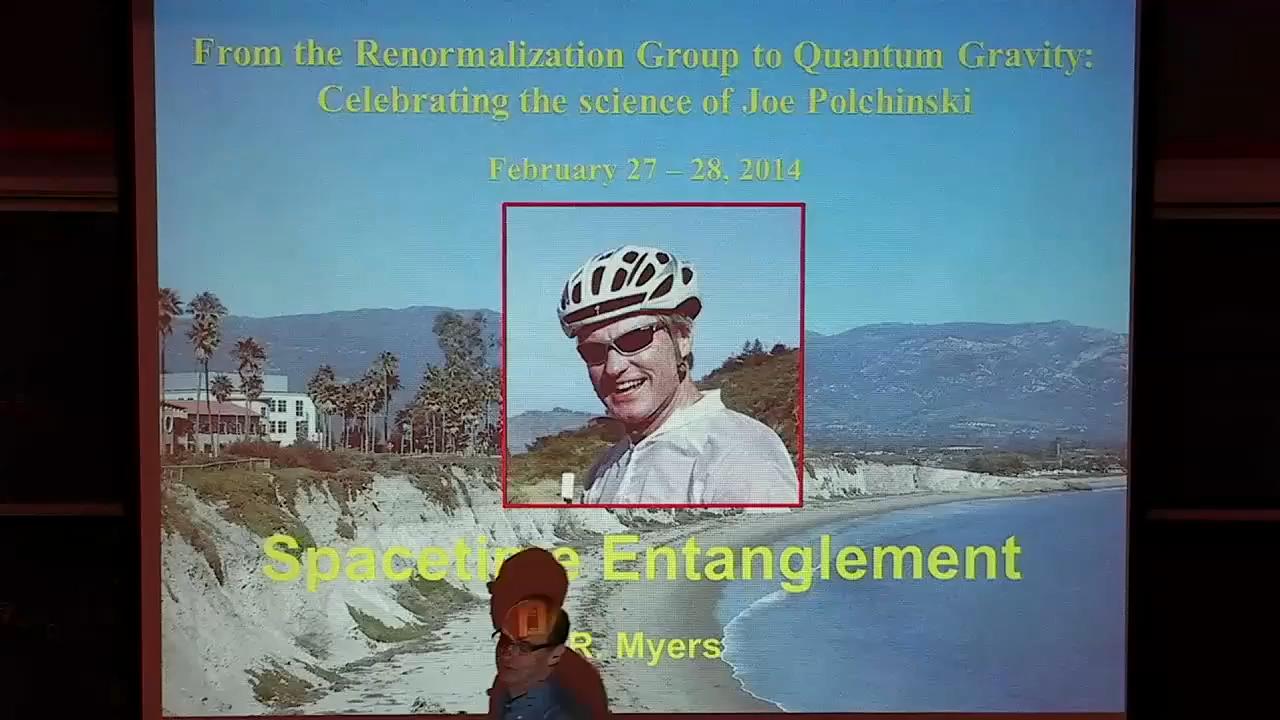 From the Renormalization Group to Quantum Gravity:
Celebrating the science of Joe Polchinski
February 27 – 28, 2014
Spacetime Entanglement
R. Myers